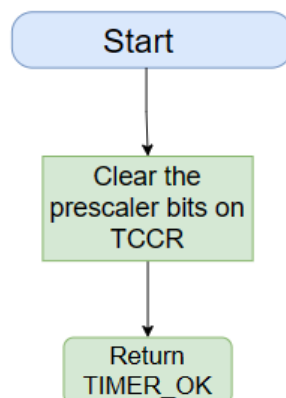 Start
Clear the
prescaler bits on
TCCR
Return
TIMER_OK